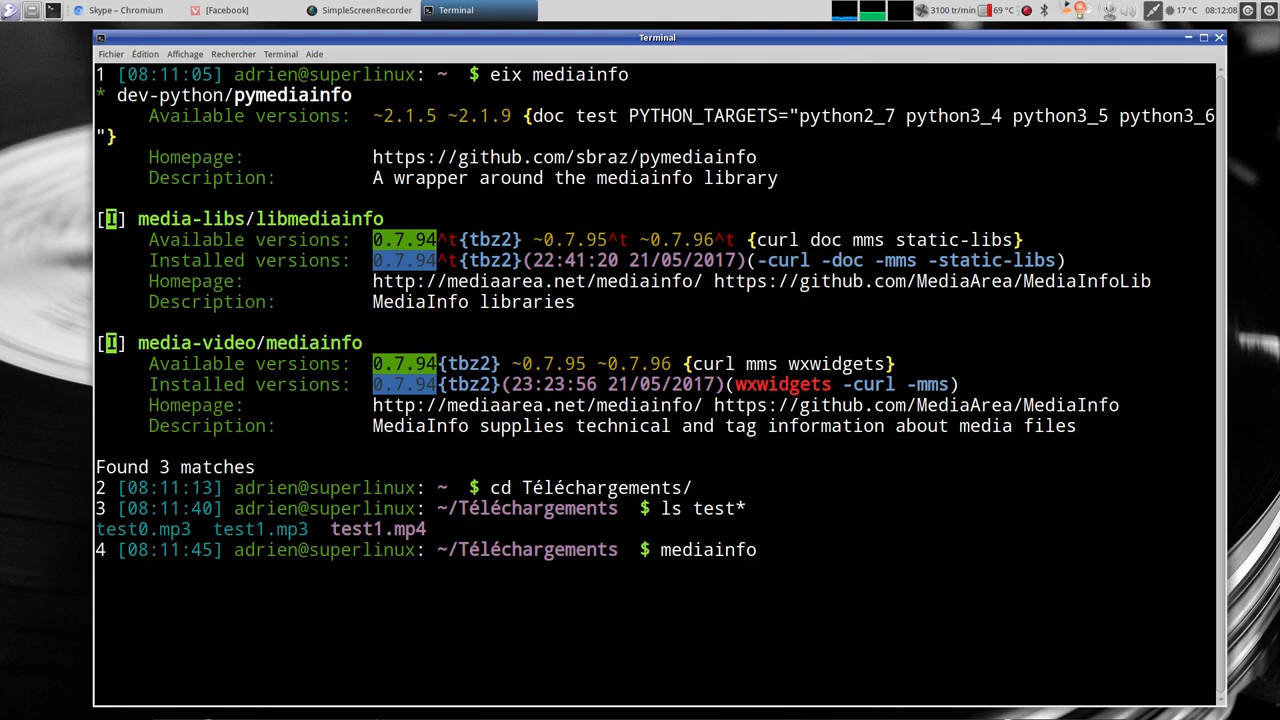 Skype – Chromium
[Facebook]
SimpleScreenRecorder
Terminal
3100 tr/min
69 °C
17 °C
08:12:08
Terminal
Fichier Édition Affichage Rechercher Terminal Aide
1 [08:11:05] adrien@superlinux: ~ $ eix mediainfo
* dev-python/pymediainfo
Available versions: ~2.1.5 ~2.1.9 {doc test PYTHON_TARGETS="python2_7 python3_4 python3_5 python3_6
"}
Homepage: https://github.com/sbraz/pymediainfo
Description: A wrapper around the mediainfo library
[I] media-libs/libmediainfo
Available versions: 0.7.94^t{tbz2} ~0.7.95^t ~0.7.96^t {curl doc mms static-libs}
Installed versions: 0.7.94^t{tbz2}(22:41:20 21/05/2017)(-curl -doc -mms -static-libs)
Homepage: http://mediaarea.net/mediainfo/ https://github.com/MediaArea/MediaInfoLib
Description: MediaInfo libraries
[I] media-video/mediainfo
Available versions: 0.7.94{tbz2} ~0.7.95 ~0.7.96 {curl mms wxwidgets}
Installed versions: 0.7.94{tbz2}(23:23:56 21/05/2017)(wxwidgets -curl -mms)
Homepage: http://mediaarea.net/mediainfo/ https://github.com/MediaArea/MediaInfo
Description: MediaInfo supplies technical and tag information about media files
Found 3 matches
2 [08:11:13] adrien@superlinux: ~ $ cd Téléchargements/
3 [08:11:40] adrien@superlinux: ~/Téléchargements $ ls test*
test0.mp3 test1.mp3 test1.mp4
4 [08:11:45] adrien@superlinux: ~/Téléchargements $ mediainfo